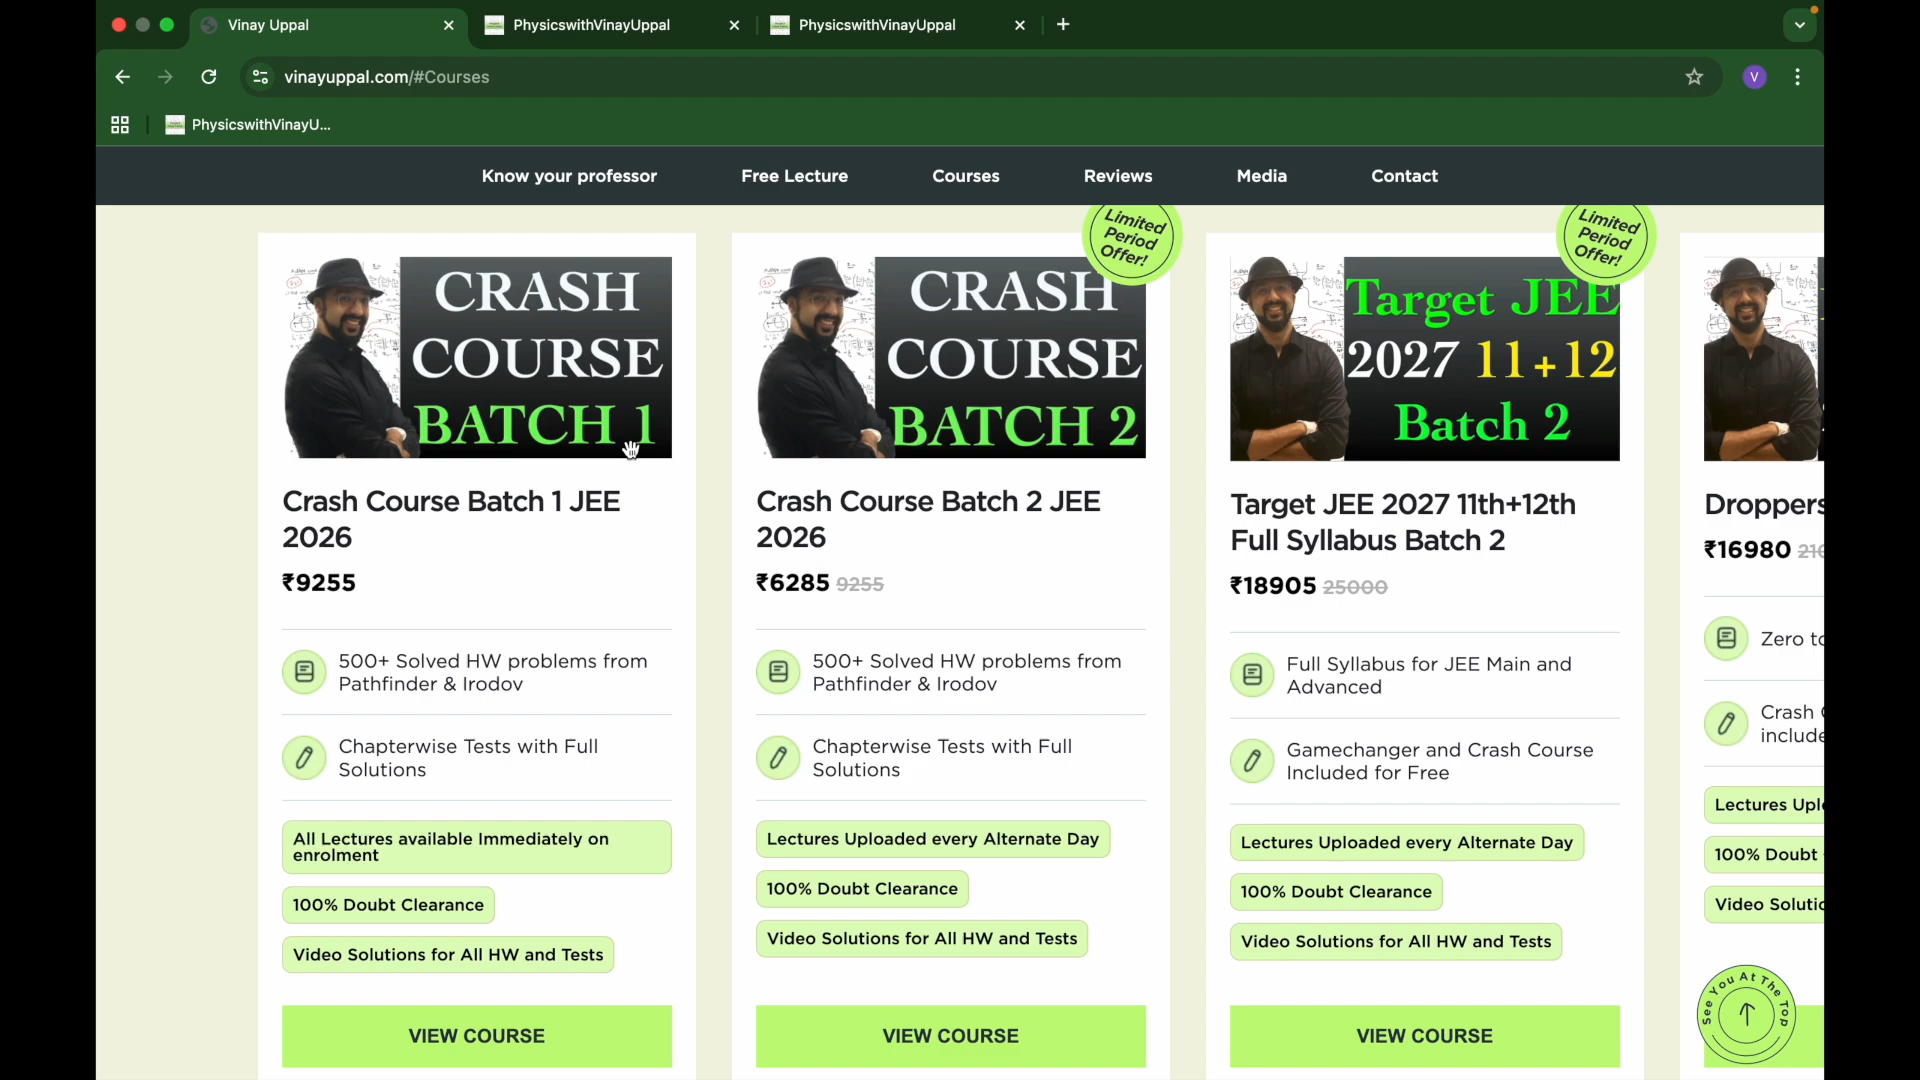 Vinay Uppal
PhysicswithVinayUppal
PhysicswithVinayUppal
vinayuppal.com/#Courses
V
PhysicswithVinayU...
Know your professor
Free Lecture
Courses
Reviews
Media
Contact
CRASH
COURSE
BATCH 1
Crash Course Batch 1 JEE
2026
₹9255
500+ Solved HW problems from
Pathfinder & Irodov
Chapterwise Tests with Full
Solutions
All Lectures available Immediately on
enrolment
100% Doubt Clearance
Video Solutions for All HW and Tests
VIEW COURSE
Limited
Period
Offer!
CRASH
COURSE
BATCH 2
Crash Course Batch 2 JEE
2026
₹6285 9255
500+ Solved HW problems from
Pathfinder & Irodov
Chapterwise Tests with Full
Solutions
Lectures Uploaded every Alternate Day
100% Doubt Clearance
Video Solutions for All HW and Tests
VIEW COURSE
Limited
Period
Offer!
Target JEE
2027 11+12
Batch 2
Target JEE 2027 11th+12th
Full Syllabus Batch 2
₹18905 25000
Full Syllabus for JEE Main and
Advanced
Gamechanger and Crash Course
Included for Free
Lectures Uploaded every Alternate Day
100% Doubt Clearance
Video Solutions for All HW and Tests
VIEW COURSE
Droppers
₹16980
Zero
Crash
Lectures
100% Doubt
Video
See You At The Top